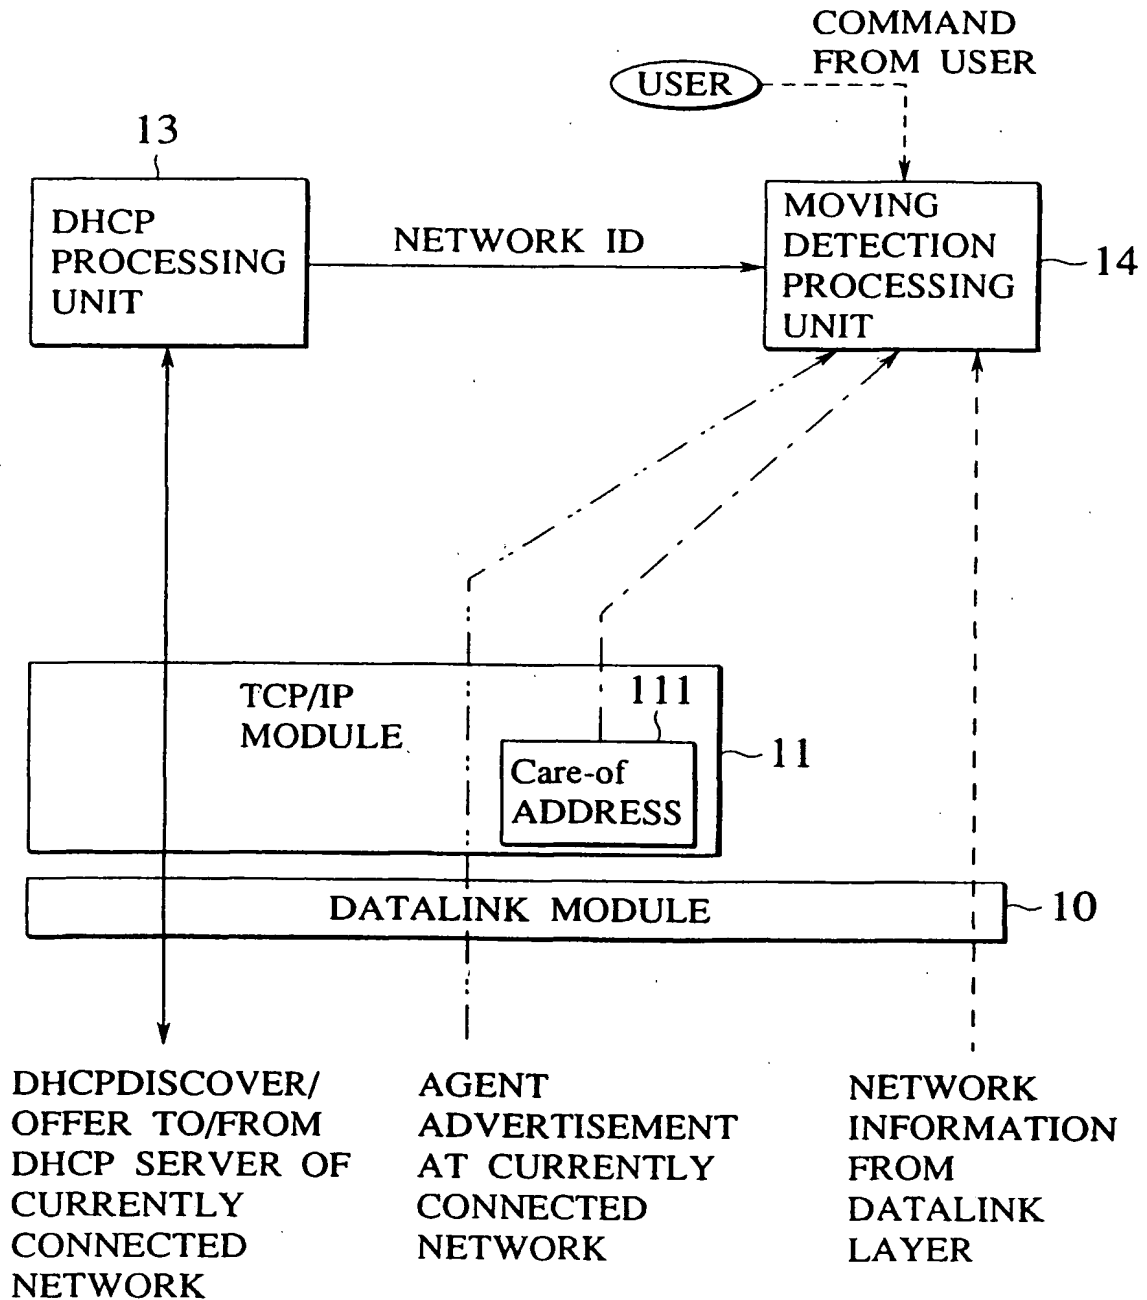 COMMAND
FROM USER
USER
13
DHCP
PROCESSING
UNIT
NETWORK ID
MOVING
DETECTION
PROCESSING
UNIT
14
TCP/IP
MODULE
111
Care-of
ADDRESS
11
DATALINK MODULE
10
DHCPDISCOVER/
OFFER TO/FROM
DHCP SERVER OF
CURRENTLY
CONNECTED
NETWORK
AGENT
ADVERTISEMENT
AT CURRENTLY
CONNECTED
NETWORK
NETWORK
INFORMATION
FROM
DATALINK
LAYER